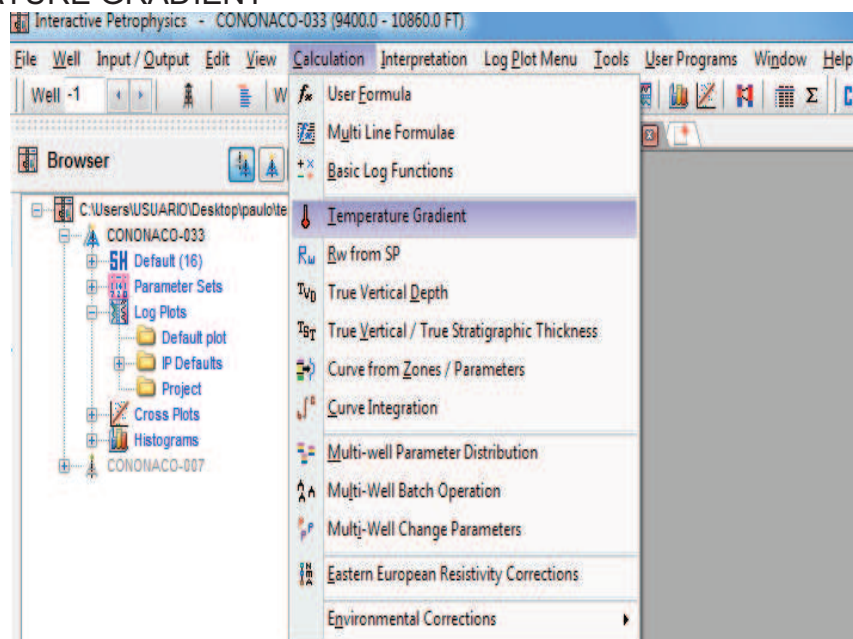 ATURE GRADIENT
Interactive Petrophysics - CONONACO-033 (9400.0 - 10860.0 FT)
File Well Input / Output Edit View Calculation Interpretation Log Plot Menu Tools User Programs Window Help
Well -1 W
Browser
C:\Users\USUARIO\Desktop\paulo\te
CONONACO-033
Default (16)
Parameter Sets
Log Plots
Default plot
IP Defaults
Project
Cross Plots
Histograms
CONONACO-007
User Formula
Multi Line Formulae
Basic Log Functions
Temperature Gradient
Rw from SP
True Vertical Depth
True Vertical / True Stratigraphic Thickness
Curve from Zones / Parameters
Curve Integration
Multi-well Parameter Distribution
Multi-Well Batch Operation
Multi-Well Change Parameters
Eastern European Resistivity Corrections
Environmental Corrections